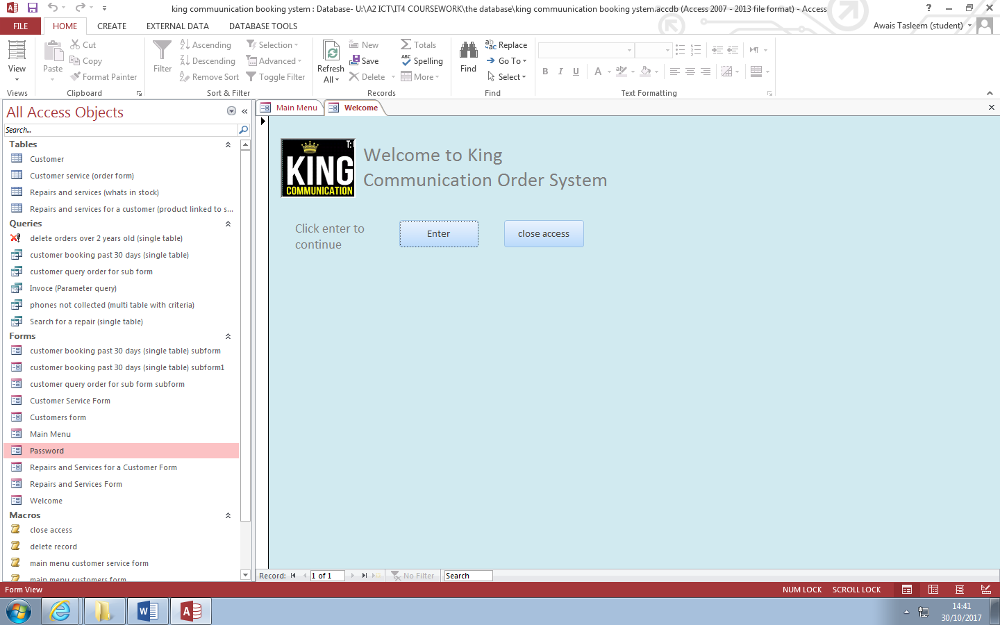 king commuunication booking ystem : Database- U:\A2 ICT\IT4 COURSEWORK\the database\king commuunication booking ystem.accdb (Access 2007 - 2013 file format) - Access
FILE HOME CREATE EXTERNAL DATA DATABASE TOOLS Awais Tasleem (student)
View
Views
Paste
Cut
Copy
Format Painter
Clipboard
Filter
Ascending
Descending
Remove Sort
Selection
Advanced
Toggle Filter
Sort & Filter
Refresh
All
New
Save
Delete
Totals
Spelling
More
Records
Find
Replace
Go To
Select
Find
B I U A
Text Formatting
All Access Objects
Search...
Tables
Customer
Customer service (order form)
Repairs and services (whats in stock)
Repairs and services for a customer (product linked to s...
Queries
delete orders over 2 years old (single table)
customer booking past 30 days (single table)
customer query order for sub form
Invoce (Parameter query)
phones not collected (multi table with criteria)
Search for a repair (single table)
Forms
customer booking past 30 days (single table) subform
customer booking past 30 days (single table) subform1
customer query order for sub form subform
Customer Service Form
Customers form
Main Menu
Password
Repairs and Services for a Customer Form
Repairs and Services Form
Welcome
Macros
close access
delete record
main menu customer service form
main menu customers form
Main Menu Welcome
T:
KING
COMMUNICATION
Welcome to King
Communication Order System
Click enter to
continue
Enter
close access
Record: 1 of 1 No Filter Search
Form View NUM LOCK SCROLL LOCK
14:41
30/10/2017